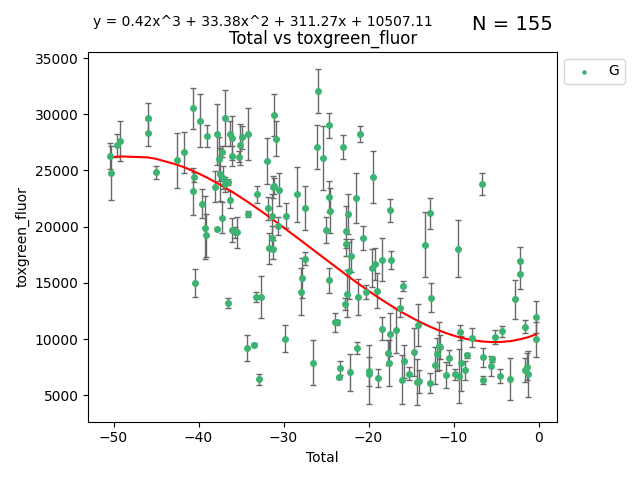 y = 0.42x^3 + 33.38x^2 + 311.27x + 10507.11
N = 155
Total vs toxgreen_fluor
G
toxgreen_fluor
35000
30000
25000
20000
15000
10000
5000
−50
−40
−30
−20
−10
0
Total